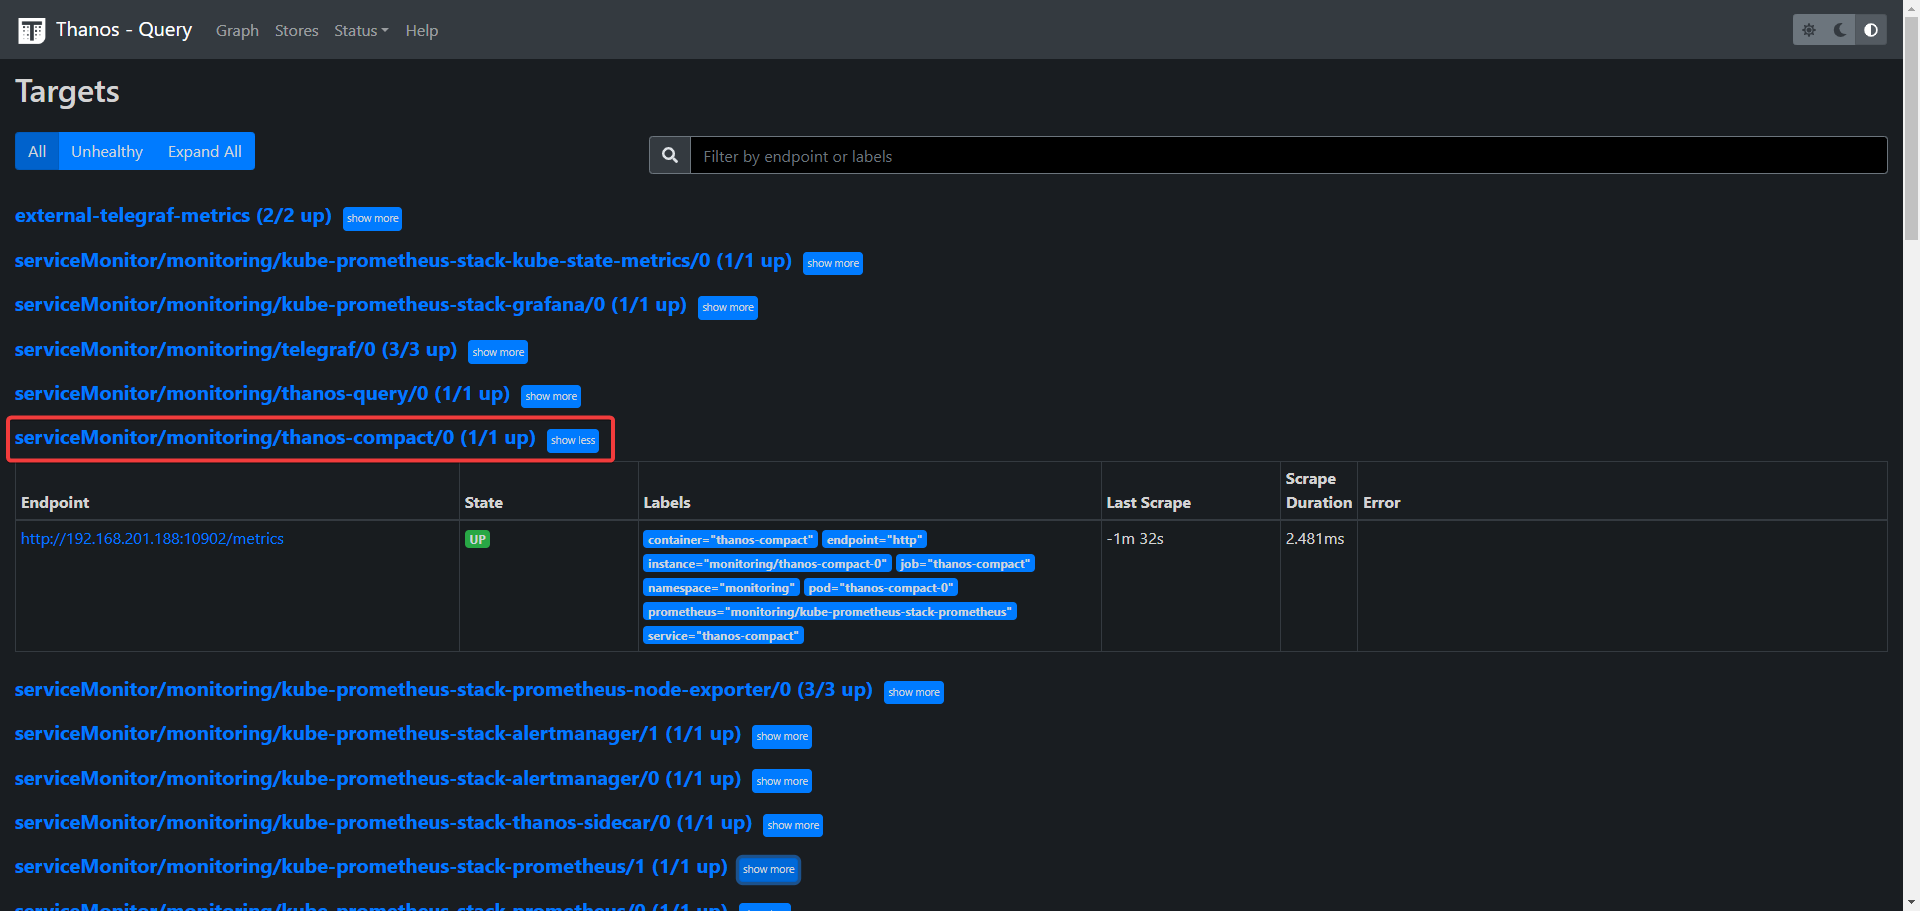 Thanos - Query Graph Stores Status Help
Targets
All Unhealthy Expand All
Filter by endpoint or labels
external-telegraf-metrics (2/2 up) show more
serviceMonitor/monitoring/kube-prometheus-stack-kube-state-metrics/0 (1/1 up) show more
serviceMonitor/monitoring/kube-prometheus-stack-grafana/0 (1/1 up) show more
serviceMonitor/monitoring/telegraf/0 (3/3 up) show more
serviceMonitor/monitoring/thanos-query/0 (1/1 up) show more
serviceMonitor/monitoring/thanos-compact/0 (1/1 up) show less
Endpoint State Labels Last Scrape Scrape Duration Error
http://192.168.201.188:10902/metrics UP container="thanos-compact" endpoint="http" -1m 32s 2.481ms
instance="monitoring/thanos-compact-0" job="thanos-compact"
namespace="monitoring" pod="thanos-compact-0"
prometheus="monitoring/kube-prometheus-stack-prometheus"
service="thanos-compact"
serviceMonitor/monitoring/kube-prometheus-stack-prometheus-node-exporter/0 (3/3 up) show more
serviceMonitor/monitoring/kube-prometheus-stack-alertmanager/1 (1/1 up) show more
serviceMonitor/monitoring/kube-prometheus-stack-alertmanager/0 (1/1 up) show more
serviceMonitor/monitoring/kube-prometheus-stack-thanos-sidecar/0 (1/1 up) show more
serviceMonitor/monitoring/kube-prometheus-stack-prometheus/1 (1/1 up) show more
serviceMonitor/monitoring/kube-prometheus-stack-prometheus/0 (1/1 up)